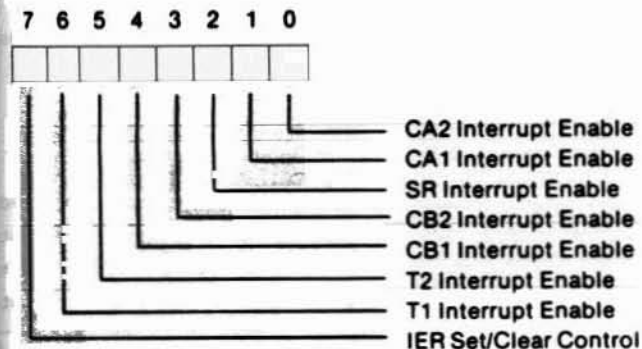 7 6 5 4 3 2 1 0
CA2 Interrupt Enable
CA1 Interrupt Enable
SR Interrupt Enable
CB2 Interrupt Enable
CB1 Interrupt Enable
T2 Interrupt Enable
T1 Interrupt Enable
IER Set/Clear Control